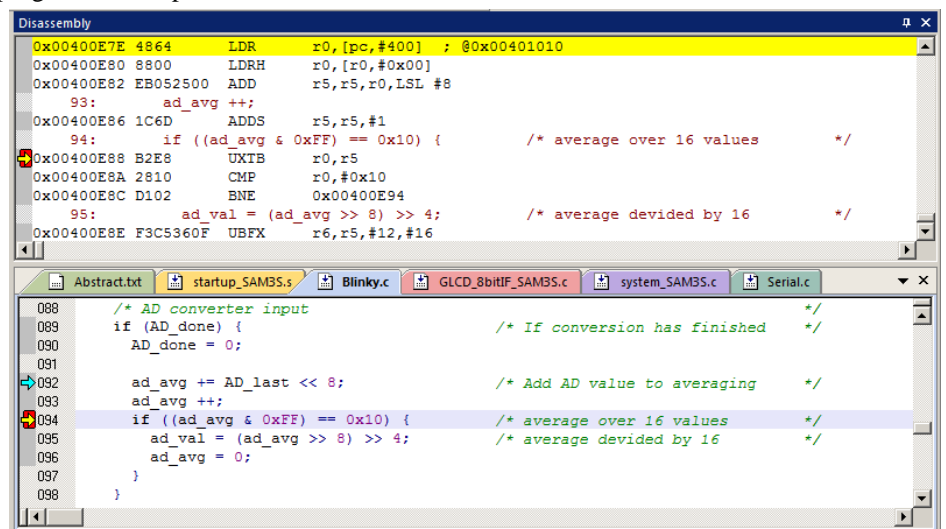 Disassembly
0x00400E7E 4864 LDR r0,[pc,#400] ; @0x00401010
0x00400E80 8800 LDRH r0,[r0,#0x00]
0x00400E82 EB052500 ADD r5,r5,r0,LSL #8
93: ad_avg ++;
0x00400E86 1C6D ADDS r5,r5,#1
94: if ((ad_avg & 0xFF) == 0x10) { /* average over 16 values */
0x00400E88 B2E8 UXTB r0,r5
0x00400E8A 2810 CMP r0,#0x10
0x00400E8C D102 BNE 0x00400E94
95: ad_val = (ad_avg >> 8) >> 4; /* average devided by 16 */
0x00400E8E F3C5360F UBFX r6,r5,#12,#16
Abstract.txt startup_SAM3S.s Blinky.c GLCD_8bitIF_SAM3S.c system_SAM3S.c Serial.c
088 /* AD converter input */
089 if (AD_done) { /* If conversion has finished */
090 AD_done = 0;
091
092 ad_avg += AD_last << 8; /* Add AD value to averaging */
093 ad_avg ++;
094 if ((ad_avg & 0xFF) == 0x10) { /* average over 16 values */
095 ad_val = (ad_avg >> 8) >> 4; /* average devided by 16 */
096 ad_avg = 0;
097 }
098 }